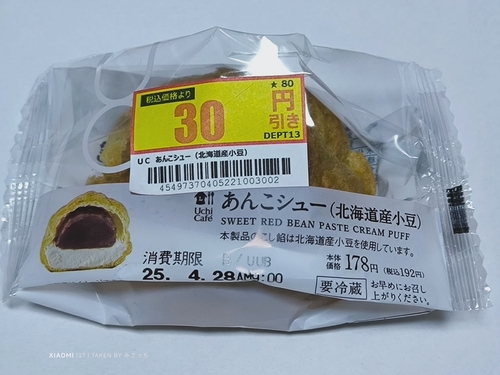 ★80
税込価格より
30
円
引き
DEPT13
UC あんこシュー (北海道産小豆)
45497370405221003002
Uchi
Café
あんこシュー(北海道産小豆)
SWEET RED BEAN PASTE CREAM PUFF
本製品のこし餡は北海道産小豆を使用しています。
本体
価格 178円 (税込192円)
消費期限
25. 4.28AM
要冷蔵
お早めにお召し
上がりください。
XIAOMI